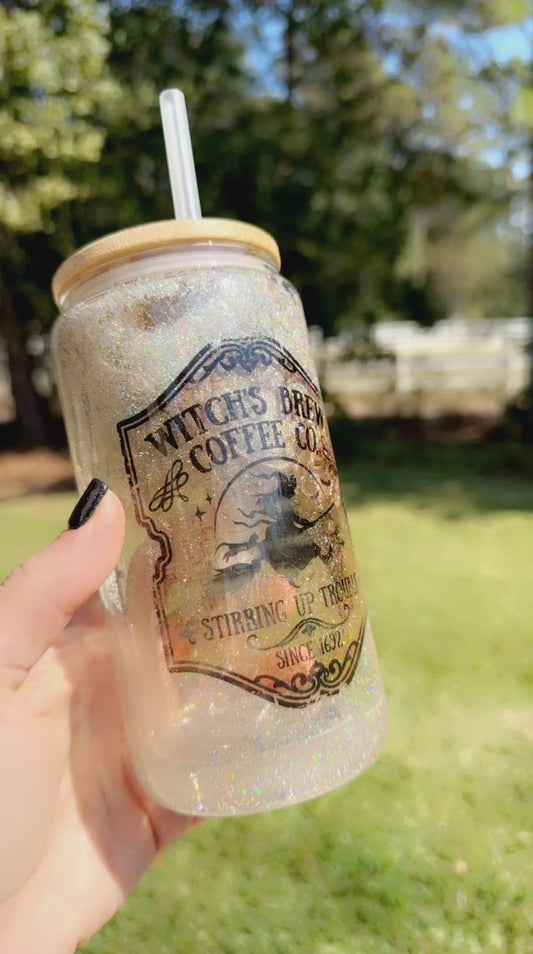 WITCH'S BREW
COFFEE CO.
STIRRING UP TROUBLE
SINCE 1692